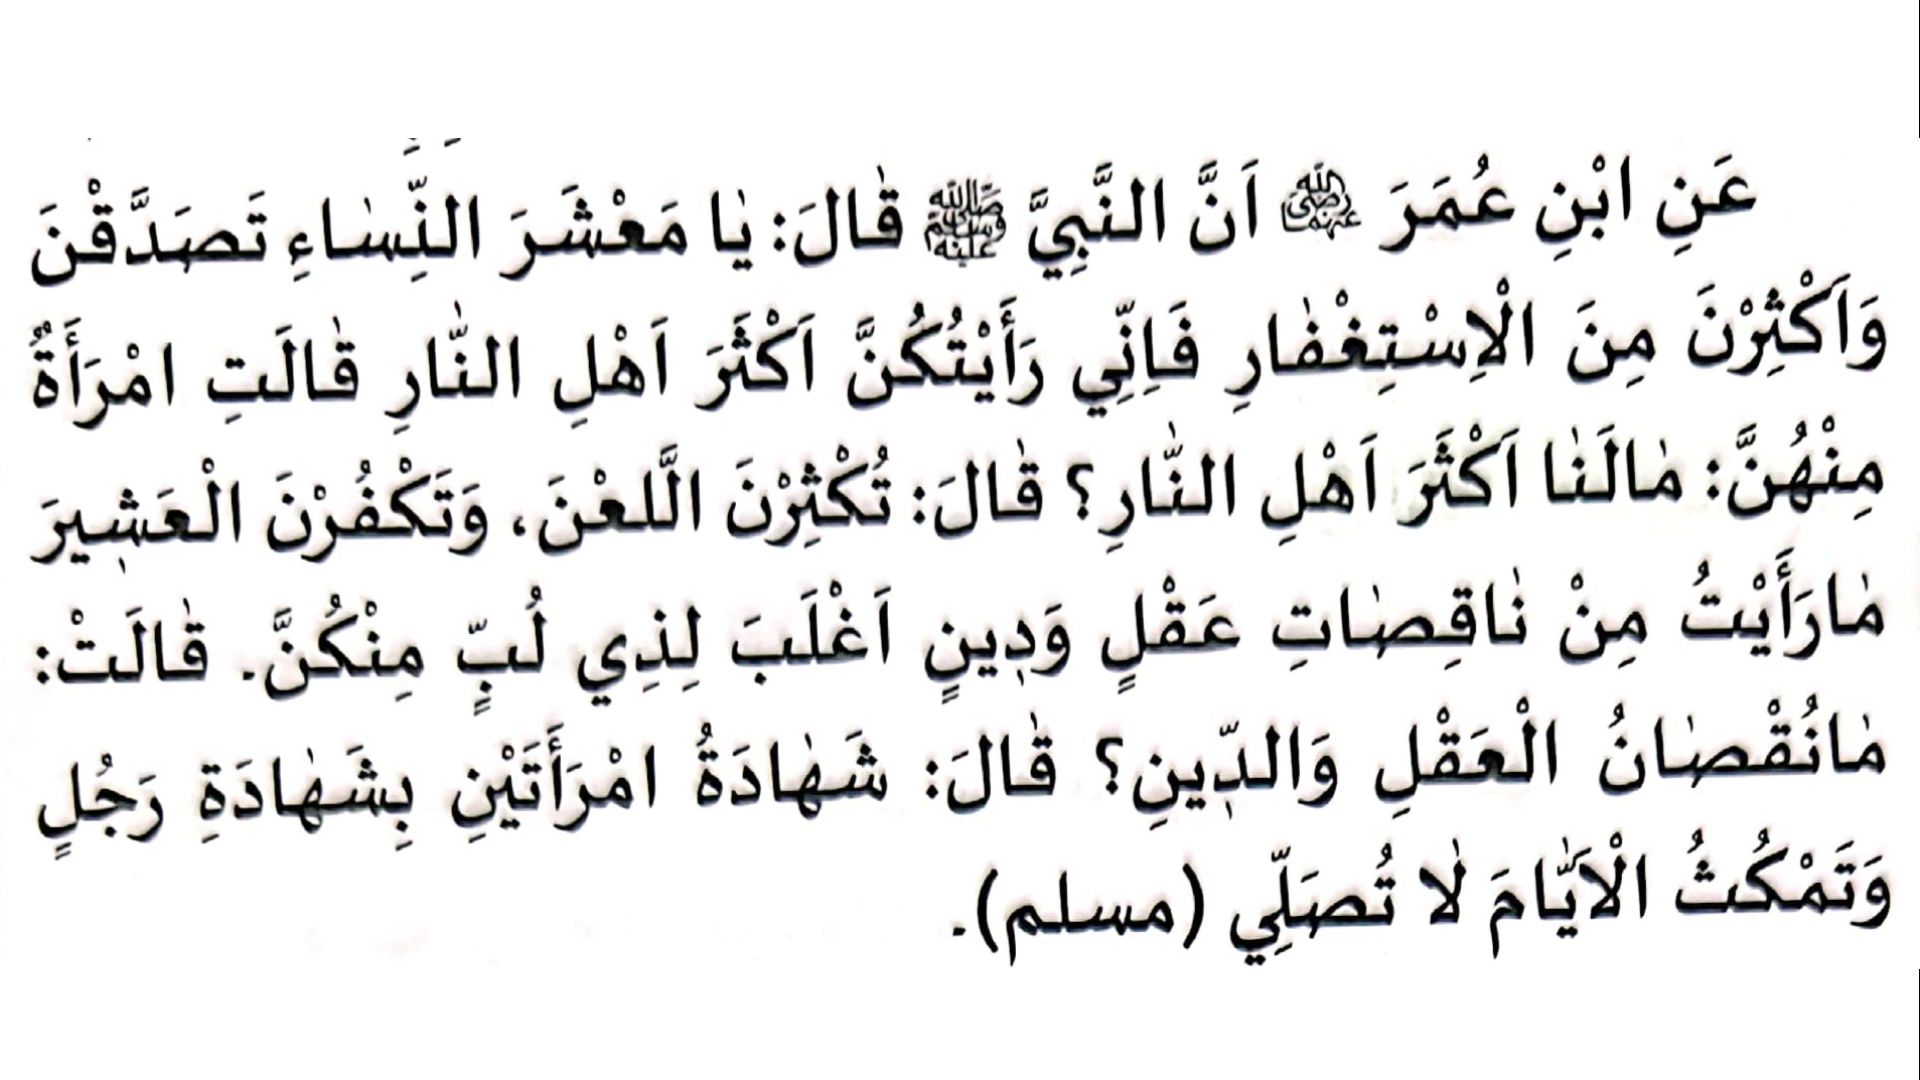 عَنِ ابْنِ عُمَرَ رضي الله عنهما اَنَّ النَّبِيَّ ﷺ قٰالَ: يٰا مَعْشَرَ النِّسٰاءِ تَصَدَّقْنَ
وَاَكْثِرْنَ مِنَ الْاِسْتِغْفٰارِ فَاِنِّي رَأَيْتُكُنَّ اَكْثَرَ اَهْلِ النّٰارِ قٰالَتِ امْرَأَةٌ
مِنْهُنَّ: مٰالَنٰا اَكْثَرَ اَهْلِ النّٰارِ؟ قٰالَ: تُكْثِرْنَ الَّلعْنَ، وَتَكْفُرْنَ الْعَشٖيرَ
مٰارَأَيْتُ مِنْ نٰاقِصٰاتِ عَقْلٍ وَدٖينٍ اَغْلَبَ لِذِي لُبٍّ مِنْكُنَّ. قٰالَتْ:
مٰانُقْصٰانُ الْعَقْلِ وَالدّٖينِ؟ قٰالَ: شَهٰادَةُ امْرَأَتَيْنِ بِشَهٰادَةِ رَجُلٍ
وَتَمْكُثُ الْاَيّٰامَ لٰا تُصَلِّي (مسلم).